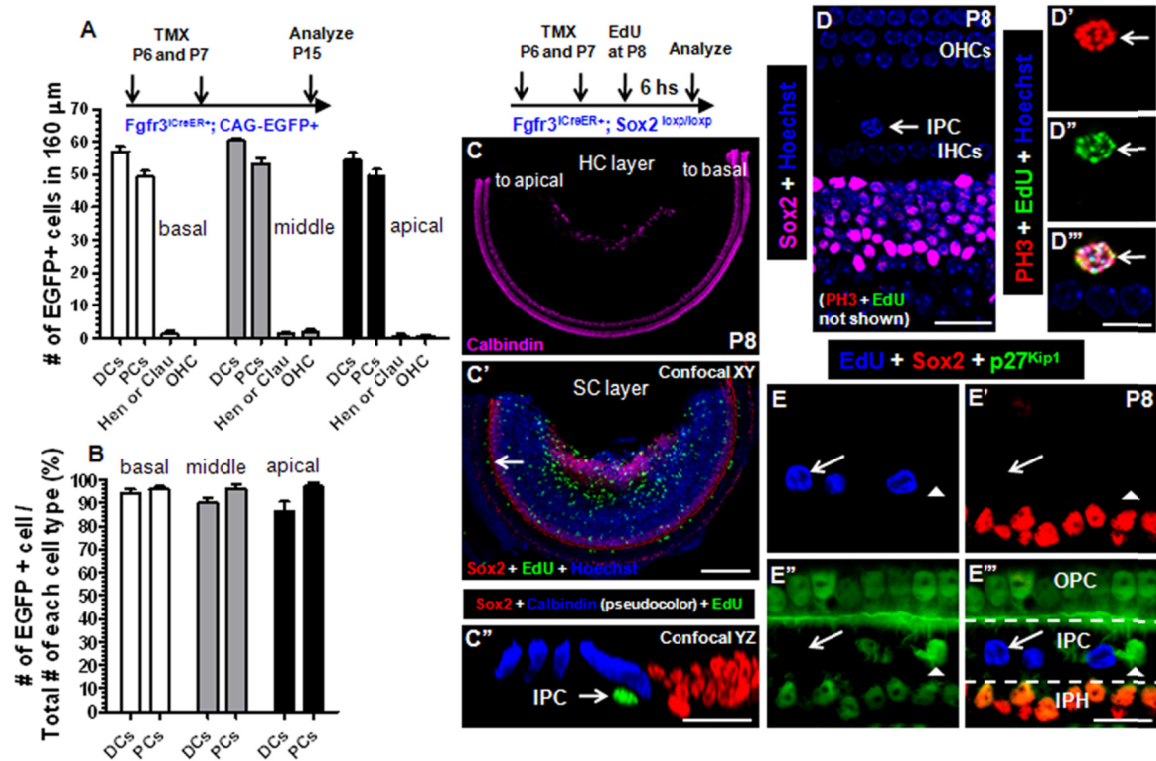 A
TMX
P6 and P7
Analyze
P15
Fgfr3iCreER+; CAG-EGFP+
# of EGFP+ cells in 160 µm
70
60
50
40
30
20
10
0
basal
middle
apical
DCs
PCs
Hen or Clau
OHC
DCs
PCs
Hen or Clau
OHC
DCs
PCs
Hen or Clau
OHC
B
# of EGFP + cell /
Total # of each cell type (%)
100
90
80
70
60
50
40
30
20
10
0
basal
middle
apical
DCs
PCs
DCs
PCs
DCs
PCs
TMX
P6 and P7
EdU
at P8
Analyze
6 hs
Fgfr3iCreER+; Sox2 loxp/loxp
C
HC layer
to apical
to basal
Calbindin
P8
C'
Confocal XY
SC layer
Sox2 + EdU + Hoechst
Sox2 + Calbindin (pseudocolor) + EdU
C"
Confocal YZ
IPC
Sox2 + Hoechst
D
P8
OHCs
IPC
IHCs
(PH3 + EdU
not shown)
PH3 + EdU + Hoechst
D'
D"
D"'
EdU + Sox2 + p27Kip1
E
E'
P8
E"
E"'
OPC
IPC
IPH